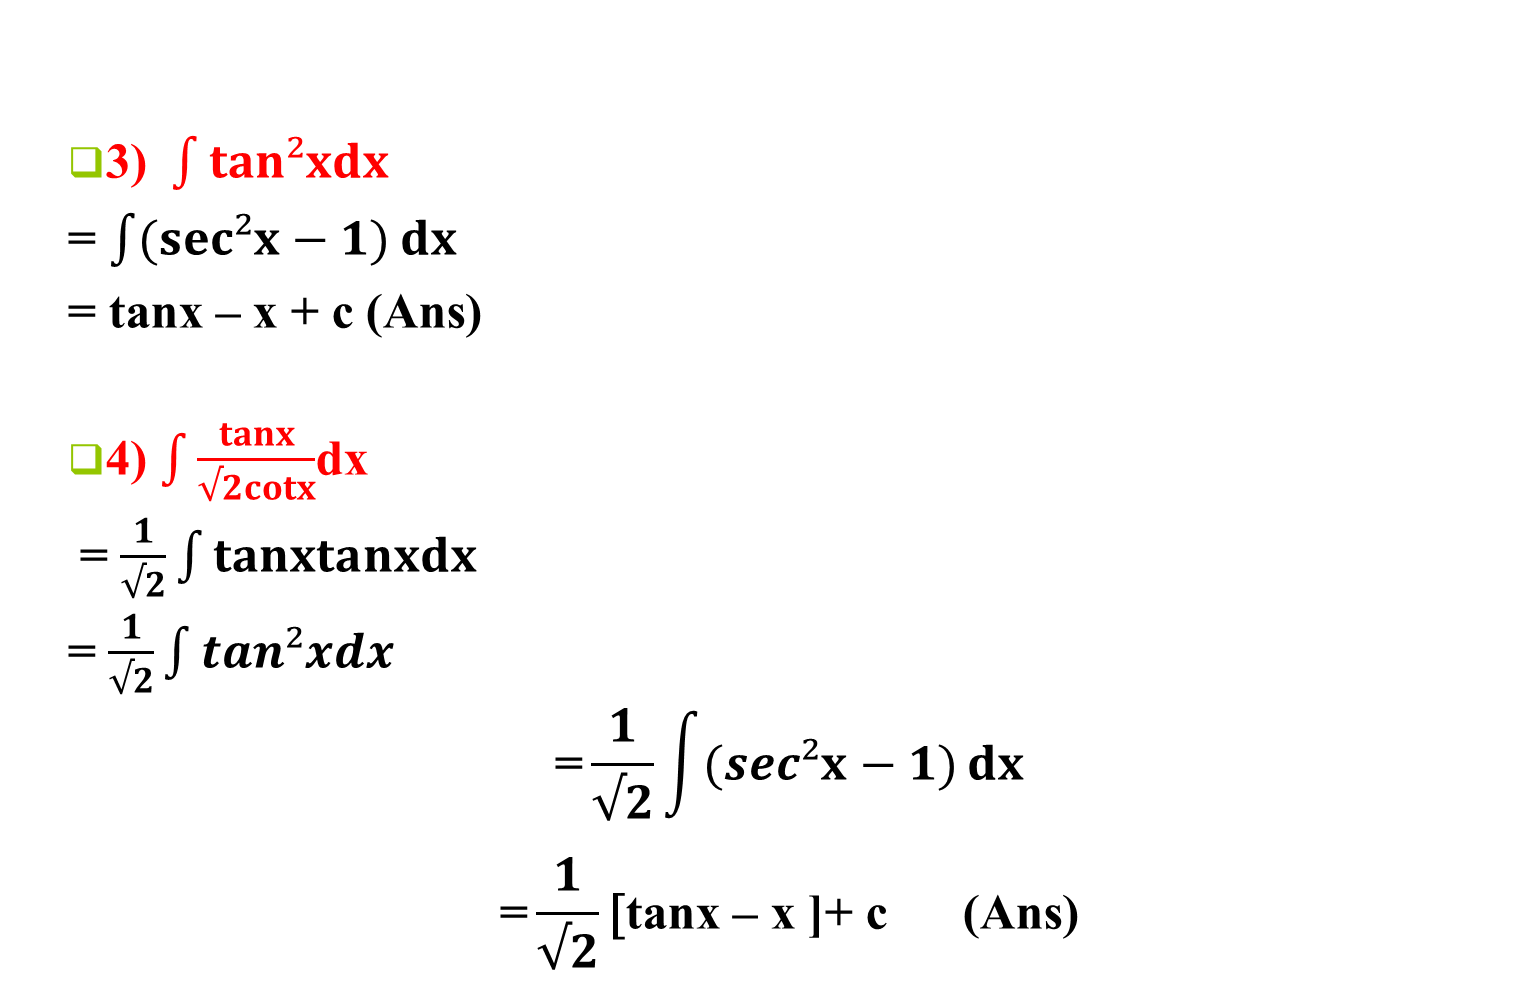 ❑3) ∫ tan²xdx
= ∫(sec²x − 1) dx
= tanx – x + c (Ans)
❑4) ∫ tanx/√2cotx dx
= 1/√2 ∫ tanxtanxdx
= 1/√2 ∫ tan²xdx
= 1/√2 ∫ (sec²x − 1) dx
= 1/√2 [tanx – x ]+ c (Ans)